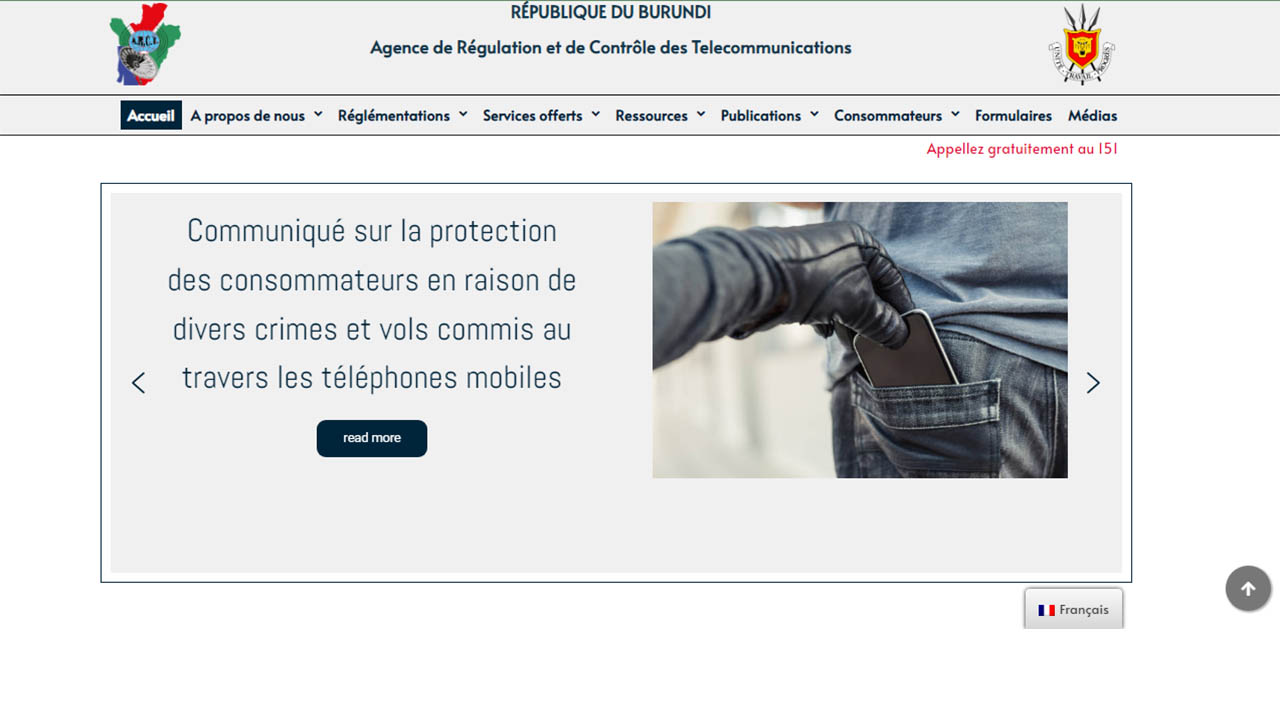 RÉPUBLIQUE DU BURUNDI
Agence de Régulation et de Contrôle des Telecommunications
A.R.C.T.
UNITÉ - TRAVAIL - PROGRÈS
Accueil A propos de nous Réglémentations Services offerts Ressources Publications Consommateurs Formulaires Médias
Appellez gratuitement au 151
Communiqué sur la protection
des consommateurs en raison de
divers crimes et vols commis au
travers les téléphones mobiles
read more
Français